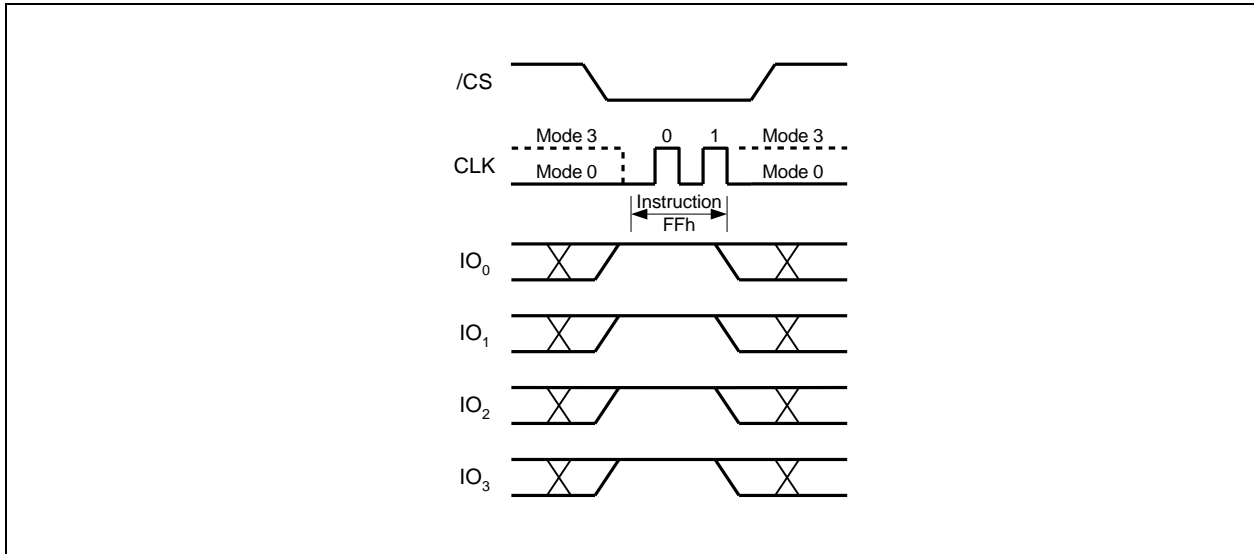 /CS
Mode 3 0 1 Mode 3
CLK
Mode 0 Mode 0
Instruction
FFh
IO0
IO1
IO2
IO3